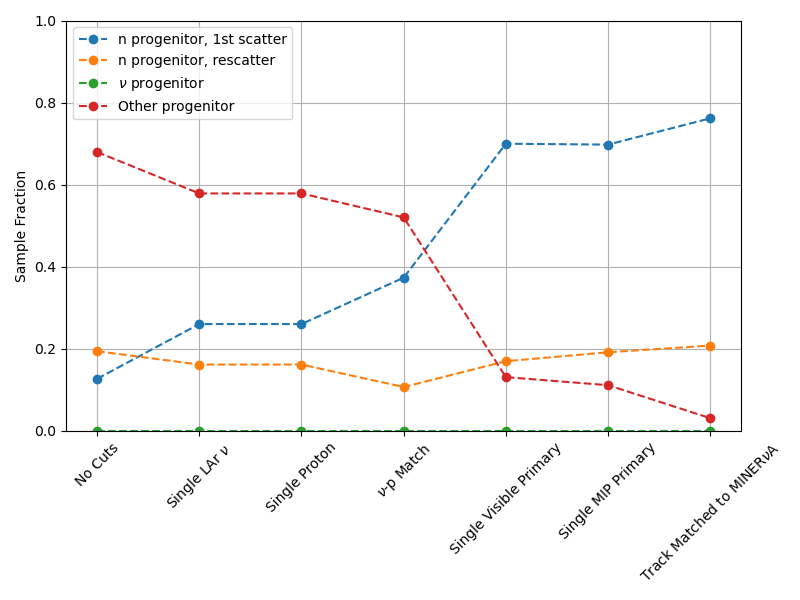 n progenitor, 1st scatter
n progenitor, rescatter
ν progenitor
Other progenitor
Sample Fraction
1.0
0.8
0.6
0.4
0.2
0.0
No Cuts
Single LAr ν
Single Proton
ν-p Match
Single Visible Primary
Single MIP Primary
Track Matched to MINERνA